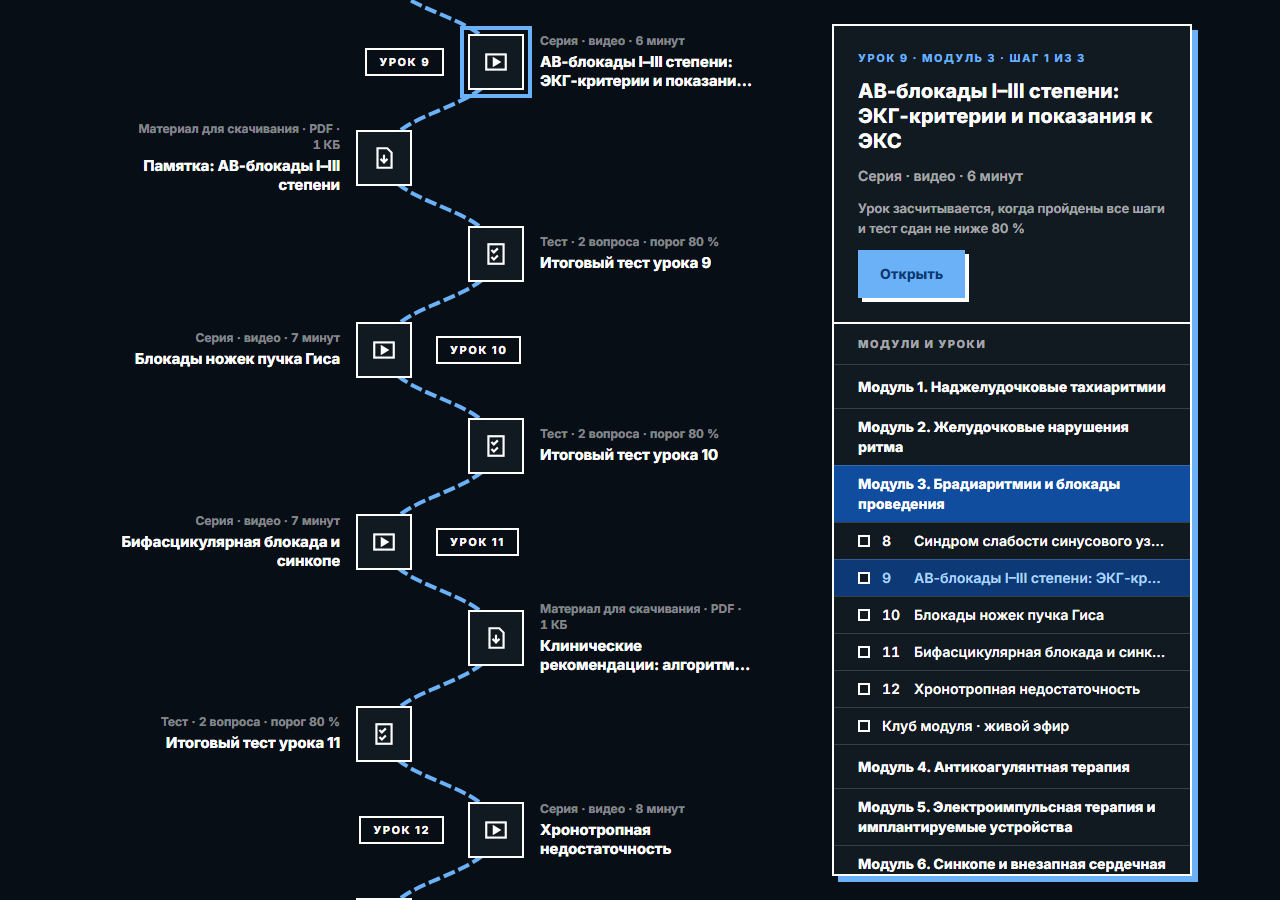 УРОК 9
Серия · видео · 6 минут
АВ-блокады I–III степени:
ЭКГ-критерии и показани…
Материал для скачивания · PDF ·
1 КБ
Памятка: АВ-блокады I–III
степени
Тест · 2 вопроса · порог 80 %
Итоговый тест урока 9
Серия · видео · 7 минут
Блокады ножек пучка Гиса
УРОК 10
Тест · 2 вопроса · порог 80 %
Итоговый тест урока 10
Серия · видео · 7 минут
Бифасцикулярная блокада и
синкопе
УРОК 11
Материал для скачивания · PDF ·
1 КБ
Клинические
рекомендации: алгоритм…
Тест · 2 вопроса · порог 80 %
Итоговый тест урока 11
УРОК 12
Серия · видео · 8 минут
Хронотропная
недостаточность
УРОК 9 · МОДУЛЬ 3 · ШАГ 1 ИЗ 3
АВ-блокады I–III степени:
ЭКГ-критерии и показания к
ЭКС
Серия · видео · 6 минут
Урок засчитывается, когда пройдены все шаги
и тест сдан не ниже 80 %
Открыть
МОДУЛИ И УРОКИ
Модуль 1. Наджелудочковые тахиаритмии
Модуль 2. Желудочковые нарушения
ритма
Модуль 3. Брадиаритмии и блокады
проведения
8 Синдром слабости синусового уз…
9 АВ-блокады I–III степени: ЭКГ-кр…
10 Блокады ножек пучка Гиса
11 Бифасцикулярная блокада и синк…
12 Хронотропная недостаточность
Клуб модуля · живой эфир
Модуль 4. Антикоагулянтная терапия
Модуль 5. Электроимпульсная терапия и
имплантируемые устройства
Модуль 6. Синкопе и внезапная сердечная